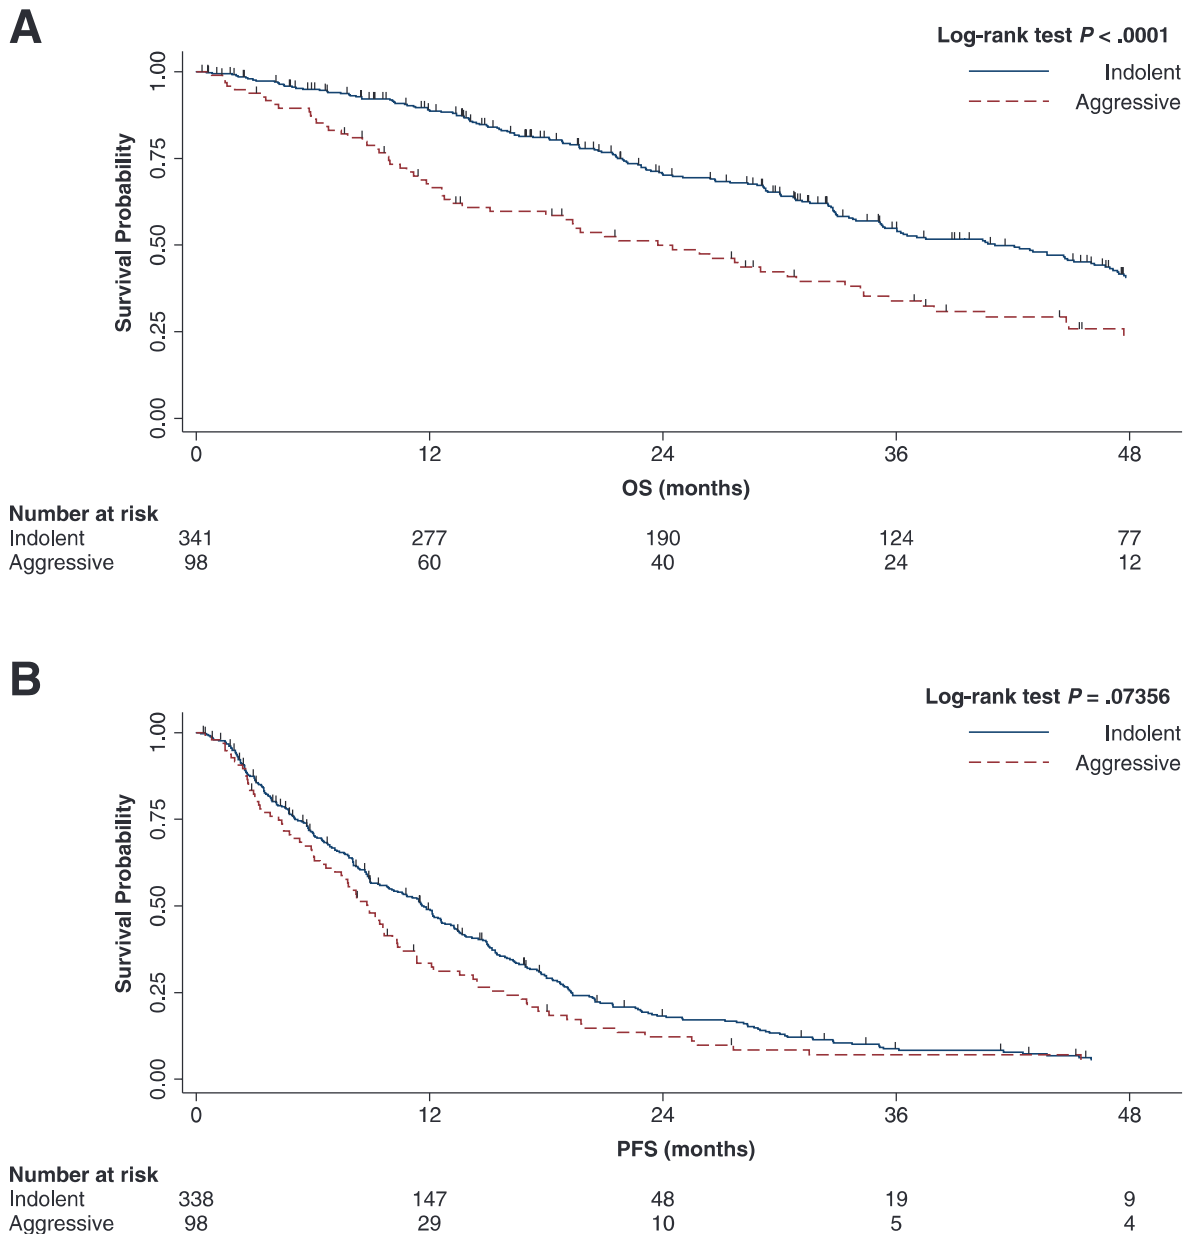 A
Log-rank test P < .0001
Indolent
Aggressive
Survival Probability
1.00
0.75
0.50
0.25
0.00
0 12 24 36 48
OS (months)
Number at risk
Indolent 341 277 190 124 77
Aggressive 98 60 40 24 12
B
Log-rank test P = .07356
Indolent
Aggressive
Survival Probability
1.00
0.75
0.50
0.25
0.00
0 12 24 36 48
PFS (months)
Number at risk
Indolent 338 147 48 19 9
Aggressive 98 29 10 5 4